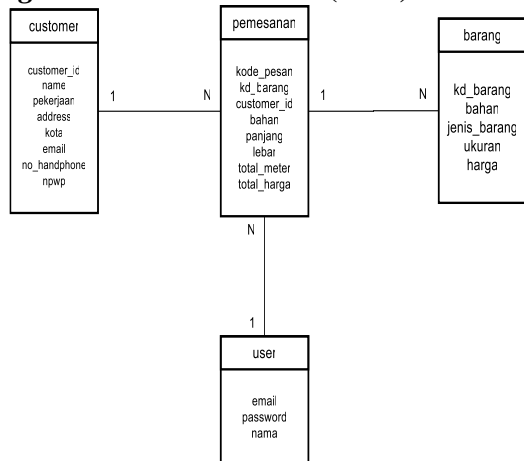 customer
customer_id
name
pekerjaan
address
kota
email
no_handphone
npwp
1
N
pemesanan
kode_pesan
kd_barang
customer_id
bahan
panjang
lebar
total_meter
total_harga
1
N
barang
kd_barang
bahan
jenis_barang
ukuran
harga
N
1
user
email
password
nama